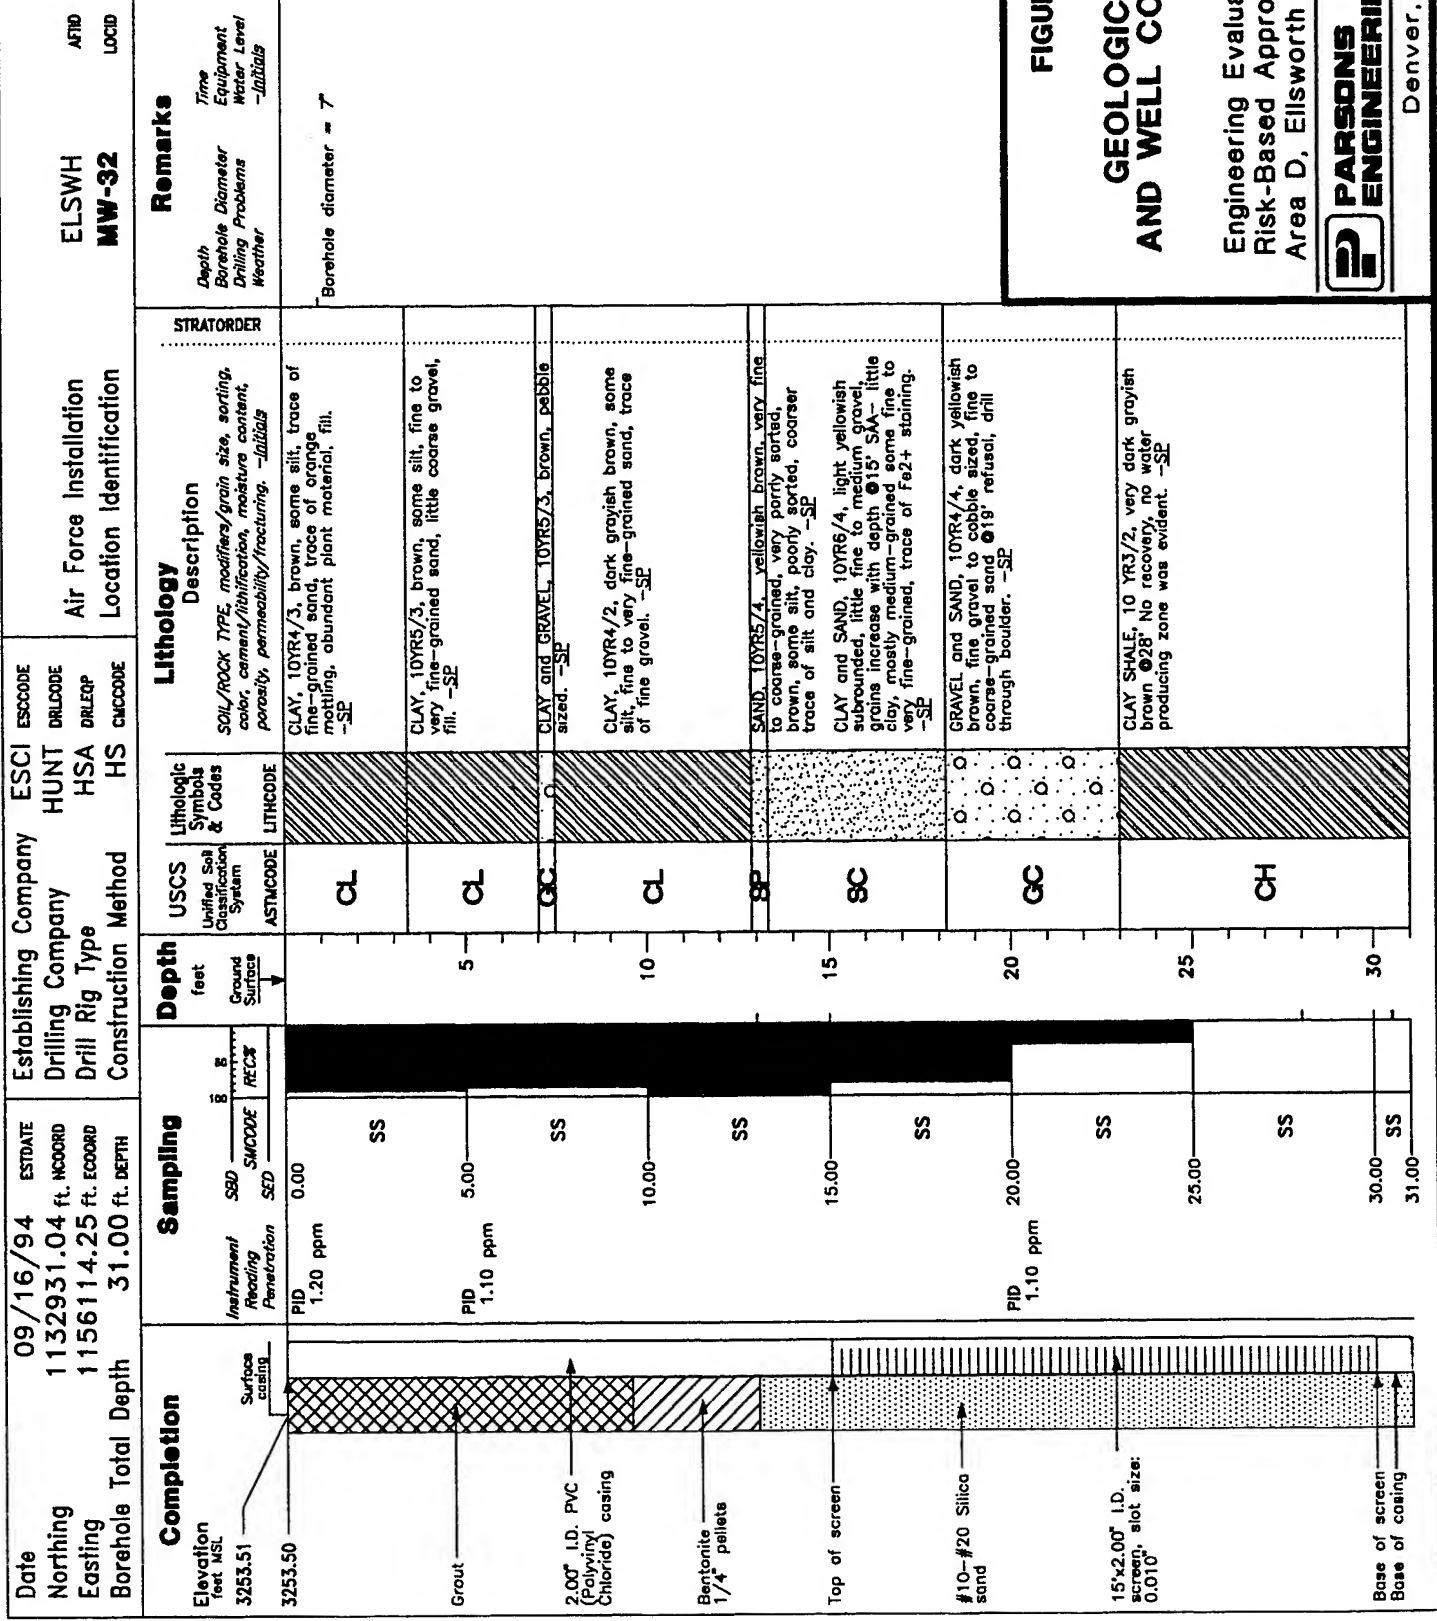 Date 09/16/94 ESTDATE
Northing 11132931.04 ft. NCOORD
Easting 1156114.25 ft. ECOORD
Borehole Total Depth 31.00 ft. DEPTH
Establishing Company ESCI ESCCODE
Drilling Company HUNT DRLCODE
Drill Rig Type HSA DRLEQP
Construction Method HS CMCCODE
Air Force Installation ELSWH AFIID
Location Identification MW-32 LOCID
Completion
Elevation
feet MSL
Surface
casing
3253.51
3253.50
Grout
2.00" I.D. PVC
(Polyvinyl
Chloride) casing
Bentonite
1/4" pellets
Top of screen
#10-#20 Silica
sand
15'x2.00" I.D.
screen, slot size:
0.010"
Base of screen
Base of casing
Sampling
Instrument
Reading
Penetration
SBD
SMCODE
SED
REC%
100
PID
1.20 ppm
PID
1.10 ppm
PID
1.10 ppm
0.00
SS
5.00
SS
10.00
SS
15.00
SS
20.00
SS
25.00
SS
30.00
SS
31.00
Depth
feet
Ground
Surface
5
10
15
20
25
30
USCS
Unified Soil
Classification
System
ASTMCODE
CL
CL
GC
CL
SP
SC
GC
CH
Lithologic
Symbols
& Codes
LITHCODE
Lithology
Description
SOIL/ROCK TYPE, modifiers/grain size, sorting,
color, cement/lithification, moisture content,
porosity, permeability/fracturing. -Initials
STRATORDER
CLAY, 10YR4/3, brown, some silt, trace of
fine-grained sand, trace of orange
mottling, abundant plant material, fill.
-SP
CLAY, 10YR5/3, brown, some silt, fine to
very fine-grained sand, little coarse gravel,
fill. -SP
CLAY and GRAVEL, 10YR5/3, brown, pebble
sized. -SP
CLAY, 10YR4/2, dark grayish brown, some
silt, fine to very fine-grained sand, trace
of fine gravel. -SP
SAND, 10YR5/4, yellowish brown, very fine
to coarse-grained, very porrly sorted,
brown, some silt, poorly sorted, coarser
trace of silt and clay. -SP
CLAY and SAND, 10YR6/4, light yellowish
subrounded, little fine to medium gravel,
grains increase with depth @15' SAA- little
clay, mostly medium-grained some fine to
very fine-grained, trace of Fe2+ staining.
-SP
GRAVEL and SAND, 10YR4/4, dark yellowish
brown, fine gravel to cobble sized, fine to
coarse-grained sand @19' refusal, drill
through boulder. -SP
CLAY SHALE, 10 YR3/2, very dark grayish
brown @28' No recovery, no water
producing zone was evident. -SP
Remarks
Depth
Borehole Diameter
Drilling Problems
Weather
Time
Equipment
Water Level
-Initials
Borehole diameter = 7"
FIGU
GEOLOGIC
AND WELL CO
Engineering Evalua
Risk-Based Appro
Area D, Ellsworth
PARSONS
ENGINEERI
Denver,